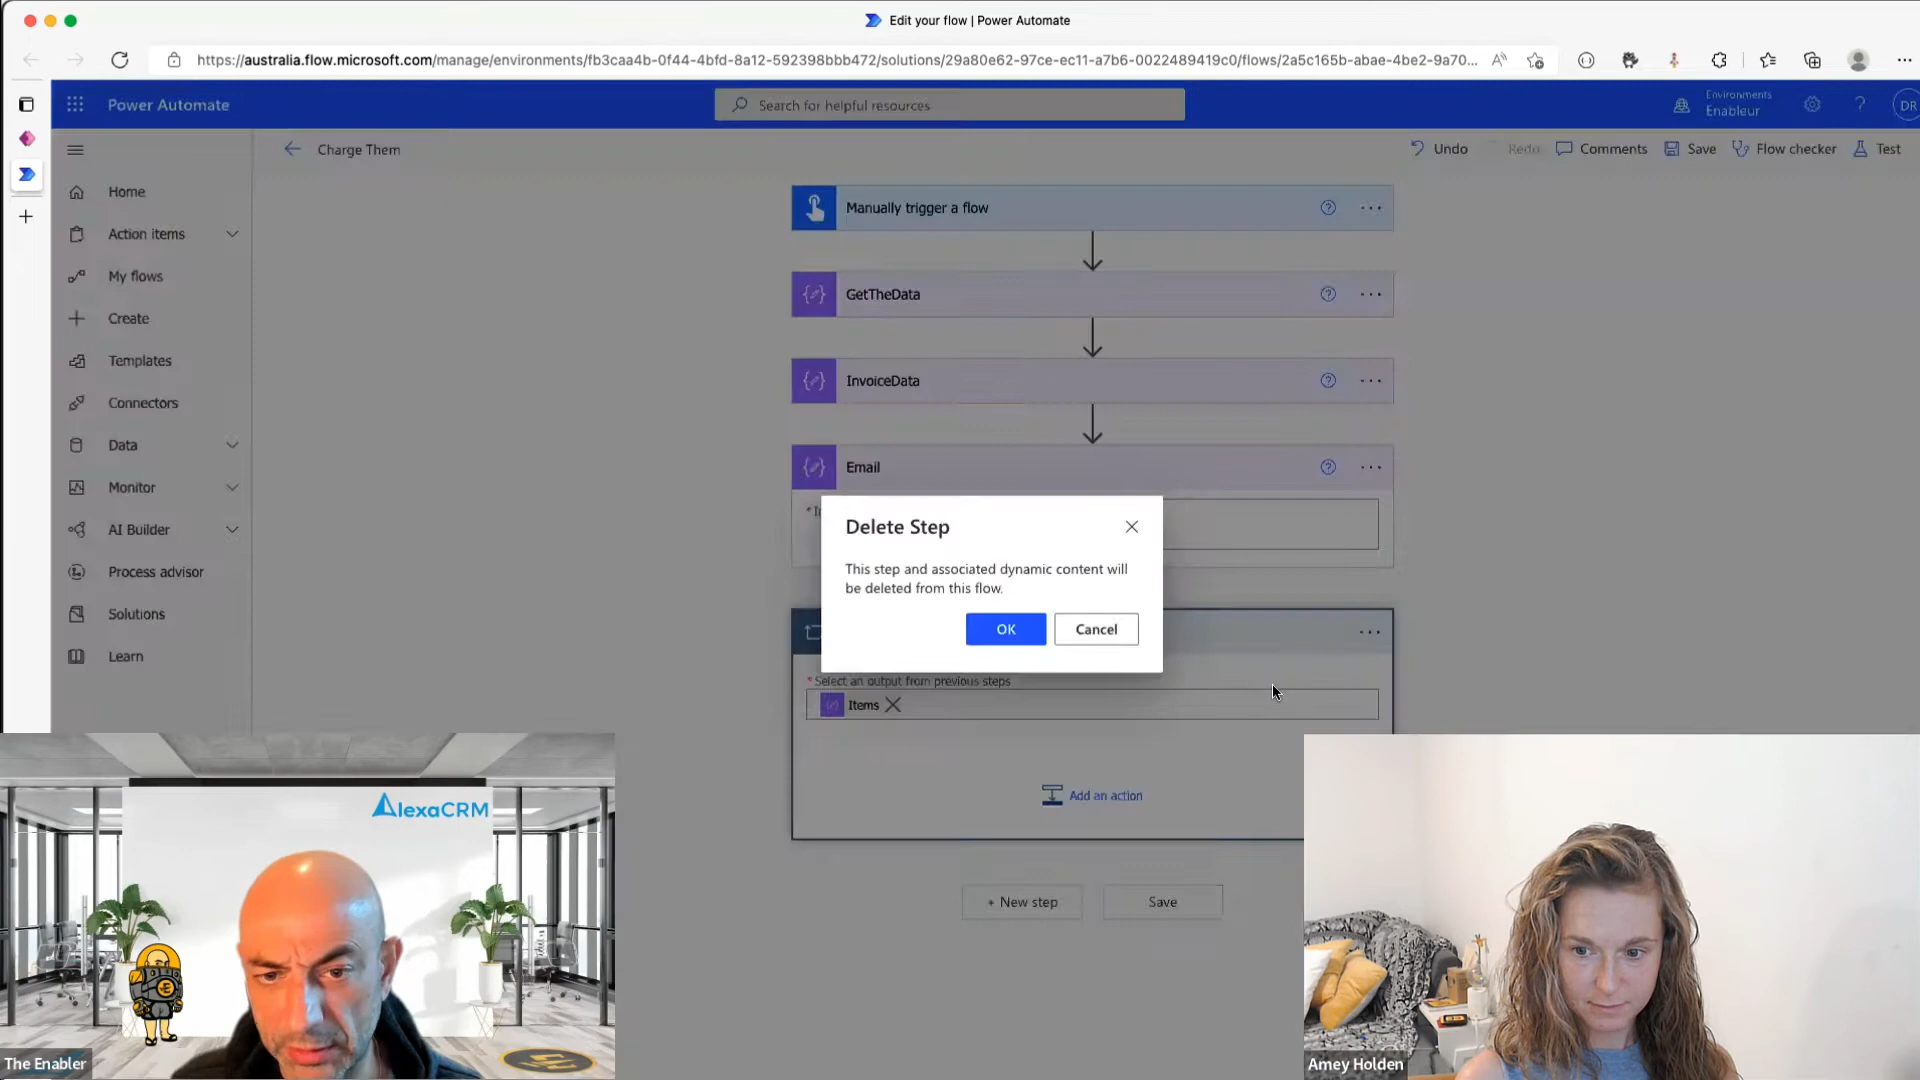 Edit your flow | Power Automate
https://australia.flow.microsoft.com/manage/environments/fb3caa4b-0f44-4bfd-8a12-592398bbb472/solutions/29a80e62-97ce-ec11-a7b6-0022489419c0/flows/2a5c165b-abae-4be2-9a70...
Power Automate
Search for helpful resources
Environments
Enableur
DR
Charge Them
Undo
Redo
Comments
Save
Flow checker
Test
Home
Action items
My flows
Create
Templates
Connectors
Data
Monitor
AI Builder
Process advisor
Solutions
Learn
Manually trigger a flow
GetTheData
InvoiceData
Email
Delete Step
This step and associated dynamic content will
be deleted from this flow.
OK
Cancel
* Select an output from previous steps
Items
Add an action
+ New step
Save
AlexaCRM
The Enabler
Amey Holden